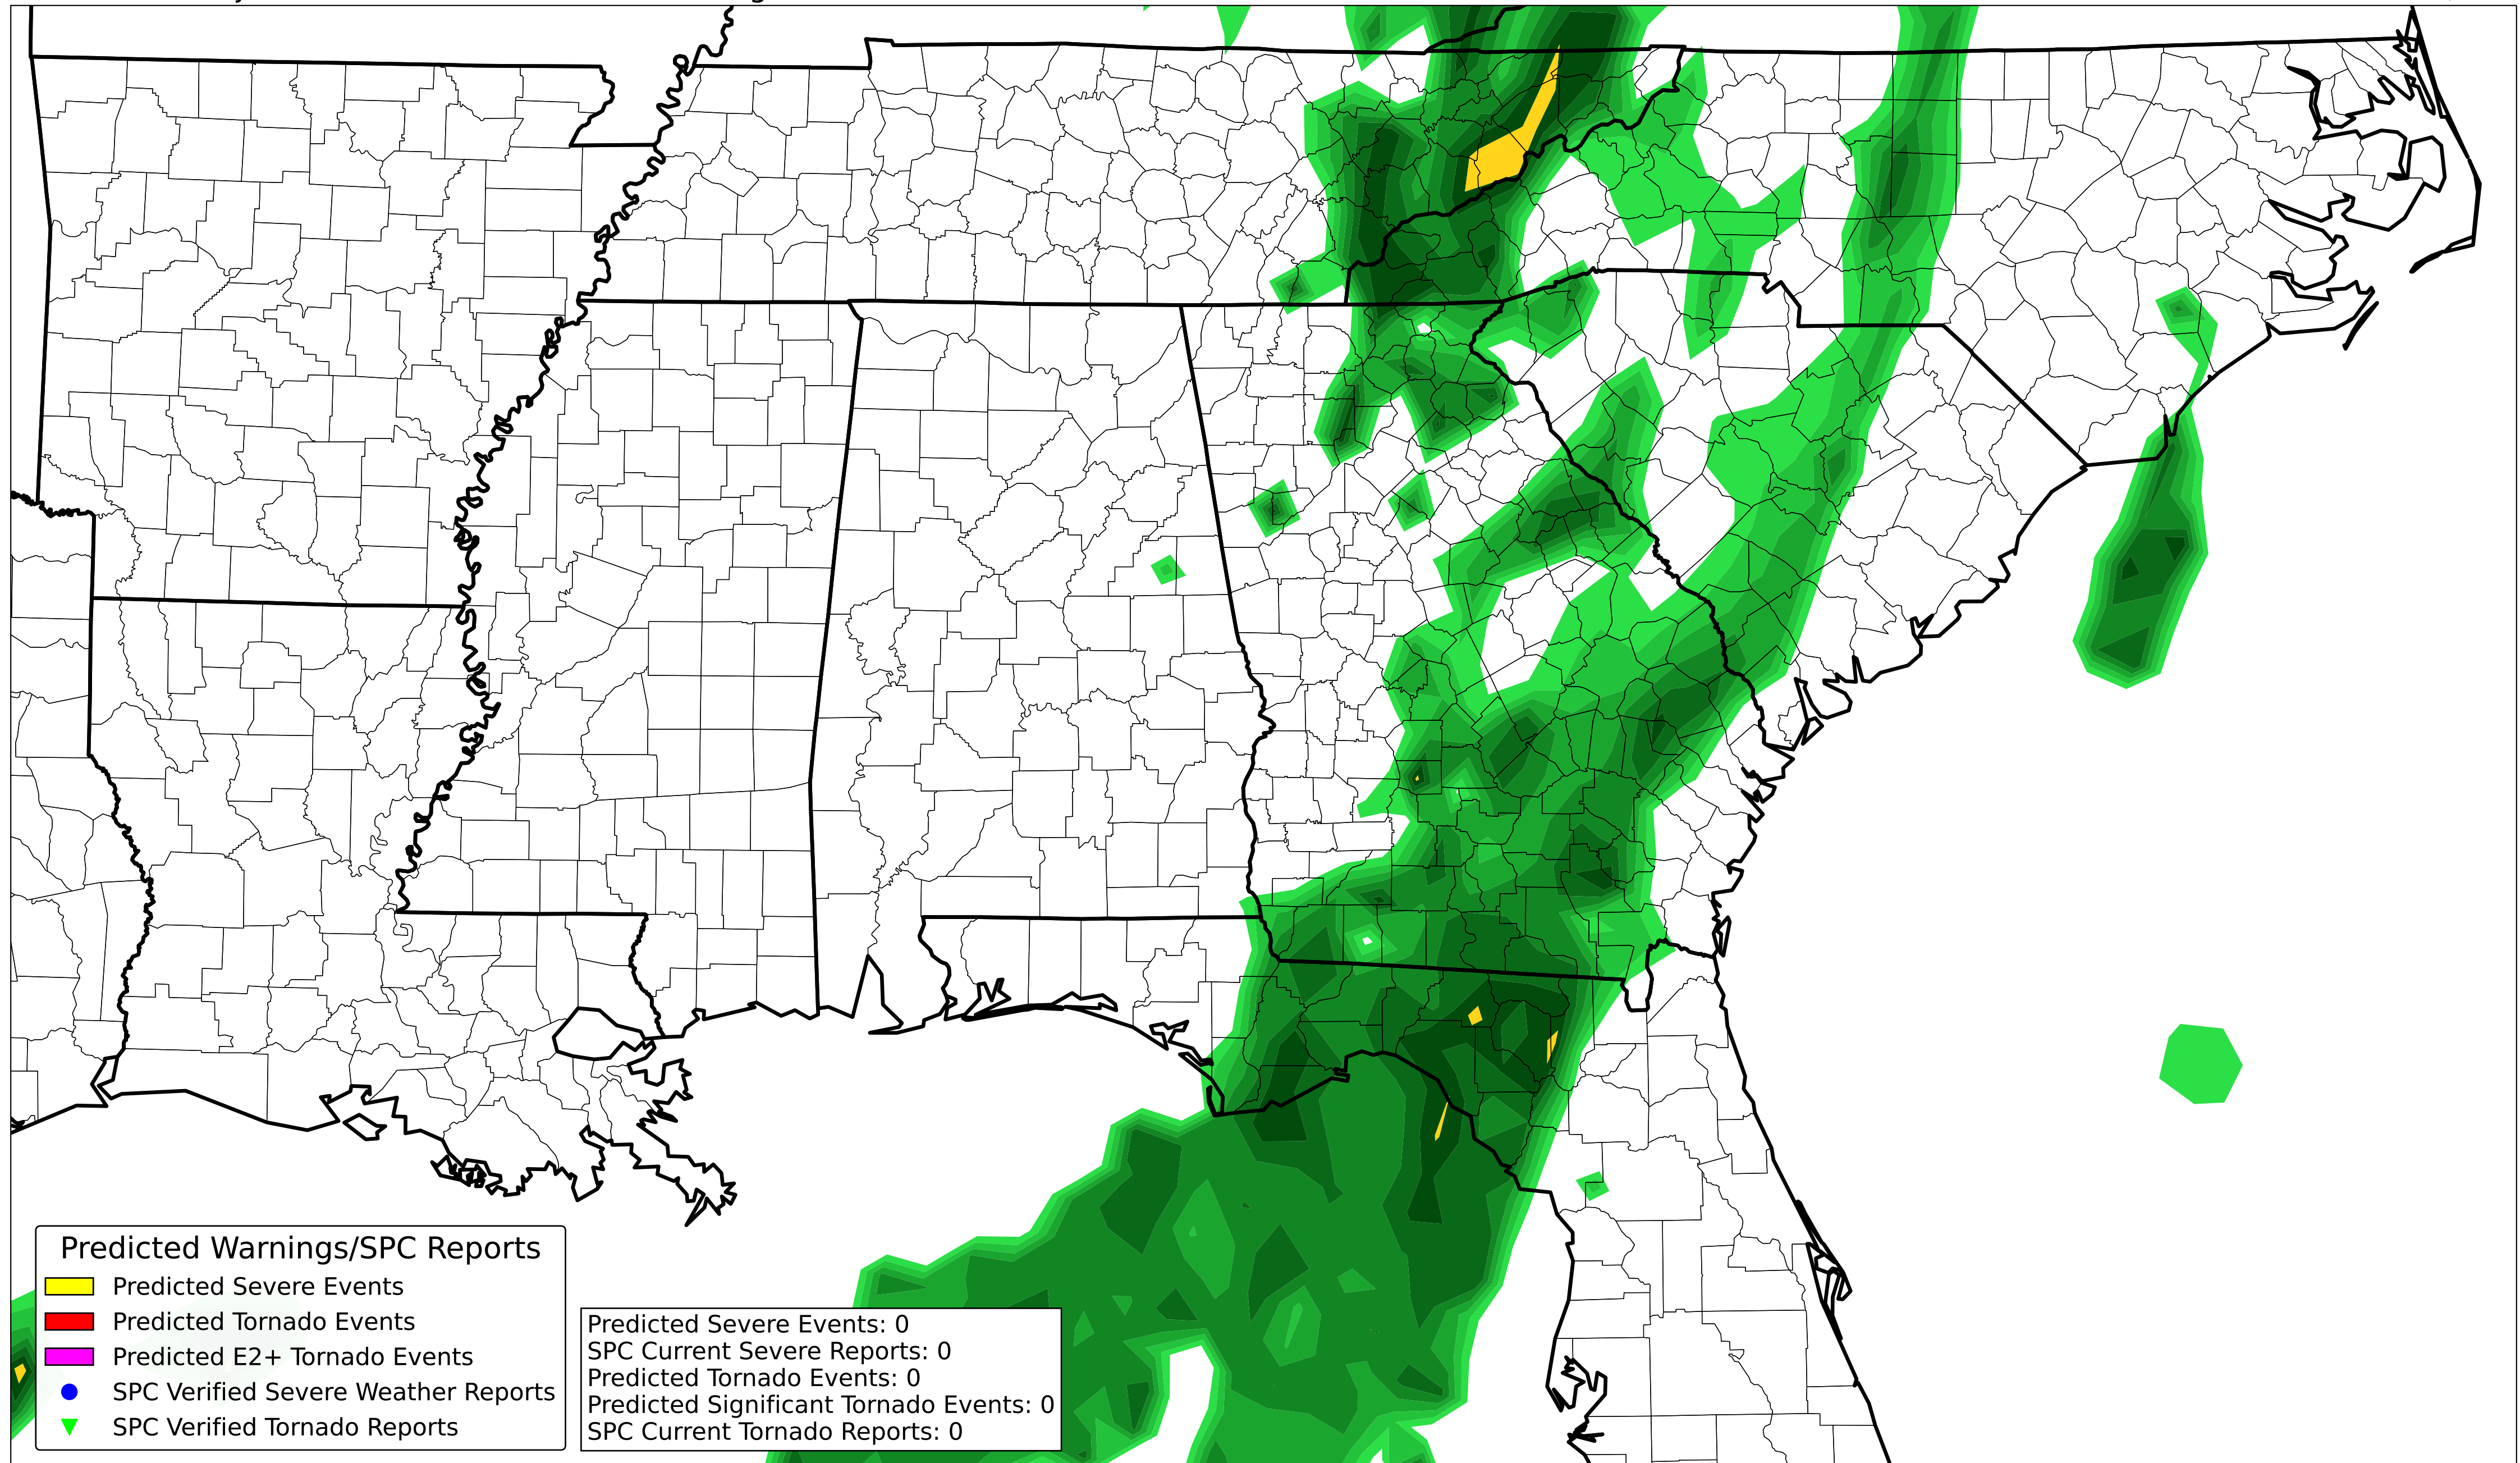 Predicted Warnings/SPC Reports
Predicted Severe Events
Predicted Tornado Events
Predicted E2+ Tornado Events
SPC Verified Severe Weather Reports
SPC Verified Tornado Reports
Predicted Severe Events: 0
SPC Current Severe Reports: 0
Predicted Tornado Events: 0
Predicted Significant Tornado Events: 0
SPC Current Tornado Reports: 0